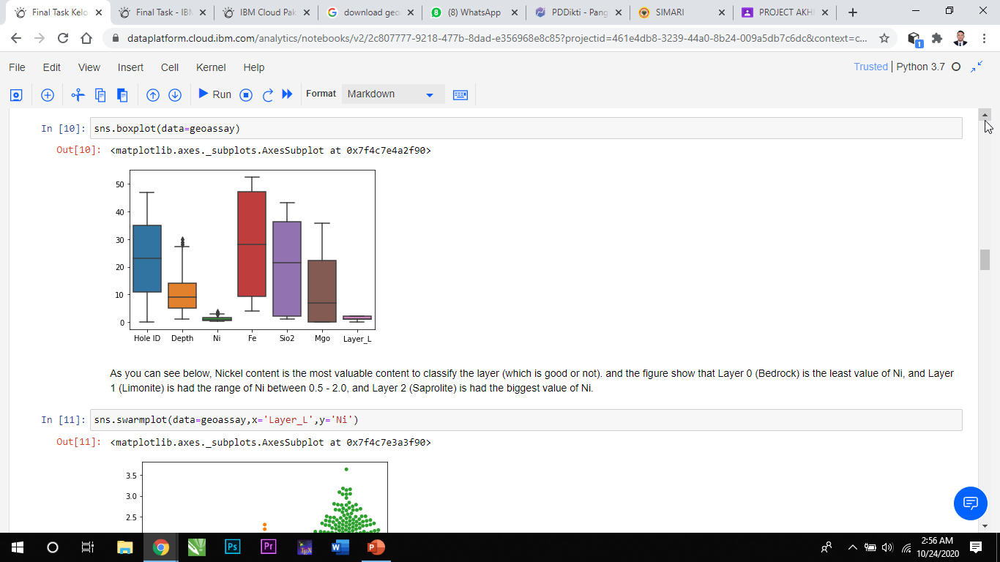 Final Task Kelo
Final Task - IBM
IBM Cloud Pak
download geo
(8) WhatsApp
PDDikti - Pang
SIMARI
PROJECT AKHI
dataplatform.cloud.ibm.com/analytics/notebooks/v2/2c807777-9218-477b-8dad-e356968e8c85?projectid=461e4db8-3239-44a0-8b24-009a5db7c6dc&context=c...
1
File Edit View Insert Cell Kernel Help
Trusted | Python 3.7
Run
Format
Markdown
In [10]: sns.boxplot(data=geoassay)
Out[10]: <matplotlib.axes._subplots.AxesSubplot at 0x7f4c7e4a2f90>
50
40
30
20
10
0
Hole ID Depth Ni Fe Sio2 Mgo Layer_L
As you can see below, Nickel content is the most valuable content to classify the layer (which is good or not). and the figure show that Layer 0 (Bedrock) is the least value of Ni, and Layer
1 (Limonite) is had the range of Ni between 0.5 - 2.0, and Layer 2 (Saprolite) is had the biggest value of Ni.
In [11]: sns.swarmplot(data=geoassay,x='Layer_L',y='Ni')
Out[11]: <matplotlib.axes._subplots.AxesSubplot at 0x7f4c7e3a3f90>
3.5
3.0
2.5
Ps
Pr
TEX
W
P
2:56 AM
10/24/2020